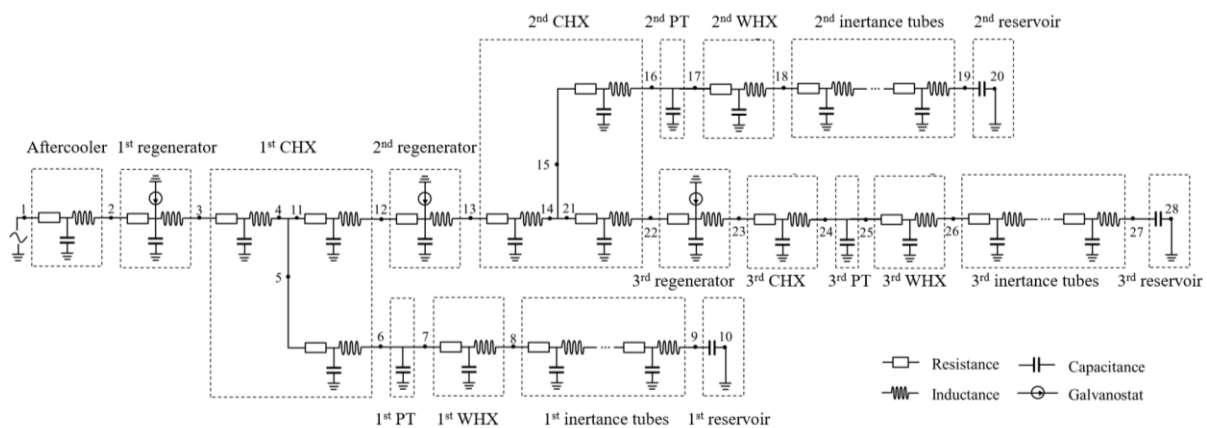 2nd CHX
2nd PT
2nd WHX
2nd inertance tubes
2nd reservoir
16
17
18
19
20
Aftercooler
1st regenerator
1st CHX
2nd regenerator
15
1
2
3
4
11
12
13
14
21
22
23
24
25
26
27
28
5
3rd regenerator
3rd CHX
3rd PT
3rd WHX
3rd inertance tubes
3rd reservoir
6
7
8
9
10
Resistance
Capacitance
Inductance
Galvanostat
1st PT
1st WHX
1st inertance tubes
1st reservoir